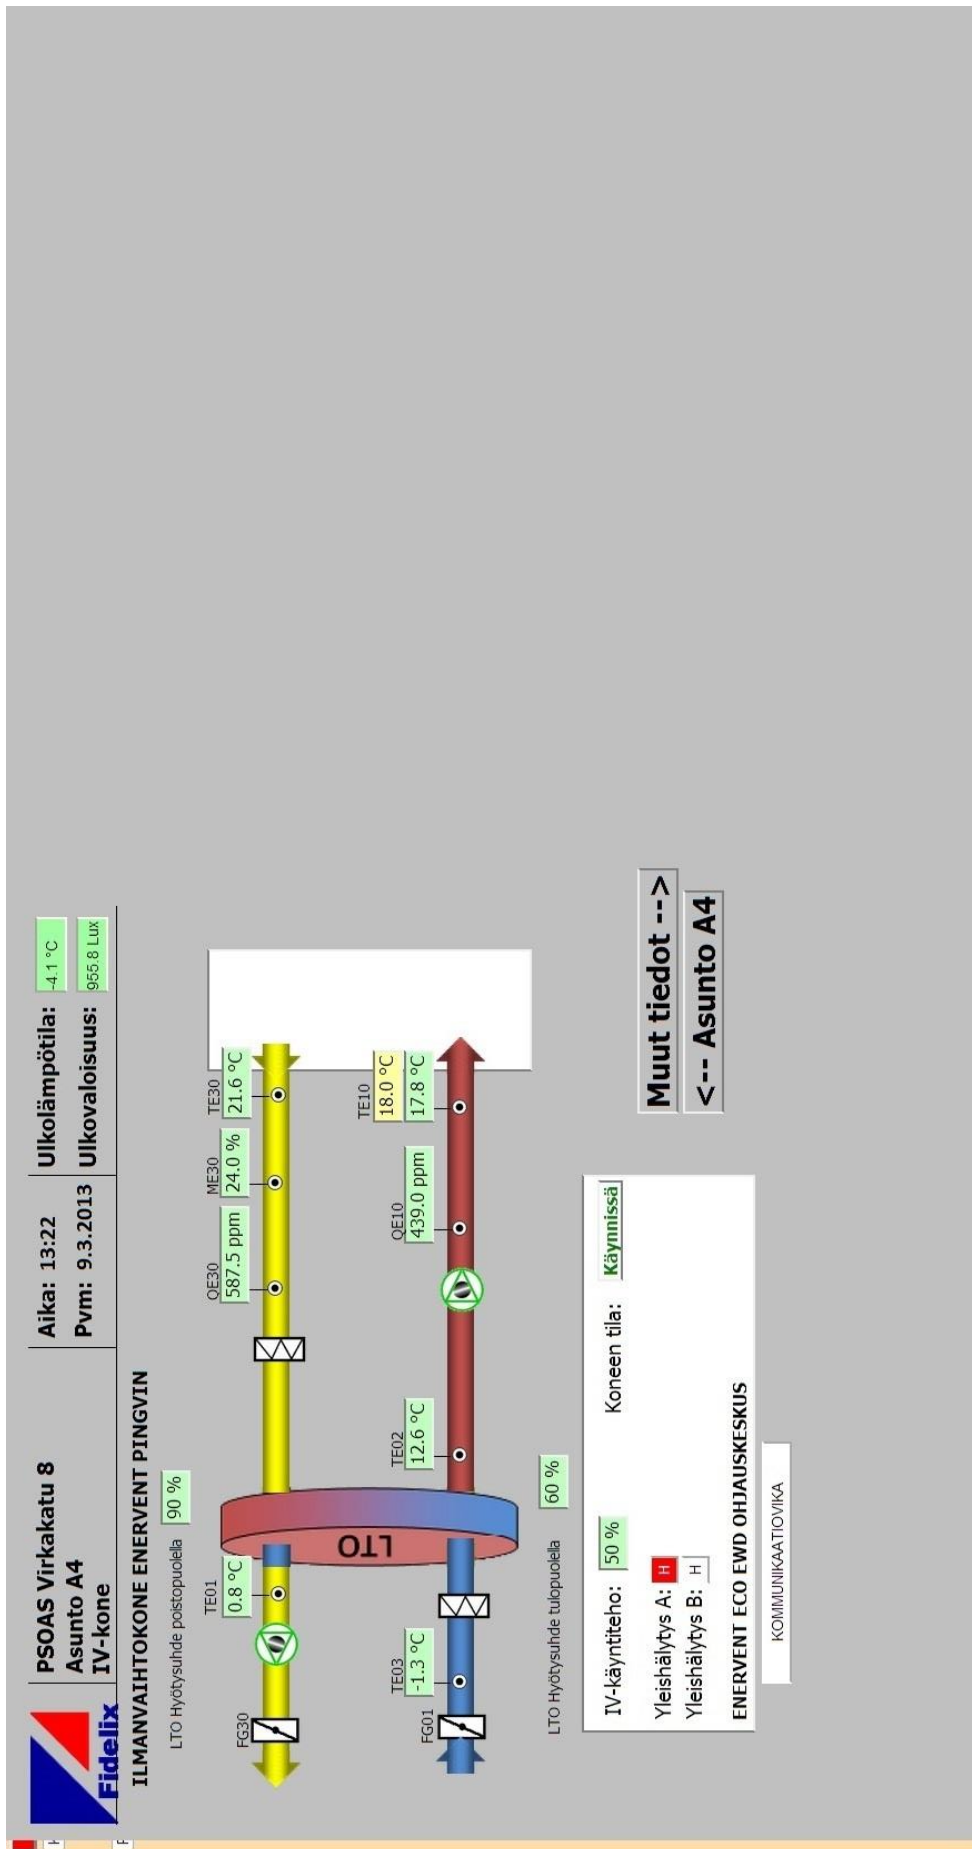 Fidelix
PSOAS Virkakatu 8
Asunto A4
IV-kone
Aika: 13:22
Pvm: 9.3.2013
Ulkolämpötila: -4.1 °C
Ulkovaloisuus: 955.8 Lux
ILMANVAIHTOKONE ENERVENT PINGVIN
LTO Hyötysuhde poistopuolella 90 %
FG30
TE01
0.8 °C
QE30
587.5 ppm
ME30
24.0 %
TE30
21.6 °C
LTO
FG01
TE03
-1.3 °C
TE02
12.6 °C
QE10
439.0 ppm
TE10
18.0 °C
17.8 °C
LTO Hyötysuhde tulopuolella 60 %
IV-käyntiteho: 50 %
Koneen tila: Käynnissä
Yleishälytys A: H
Yleishälytys B: H
ENERVENT ECO EWD OHJAUSKESKUS
KOMMUNIKAATIOVIKA
Muut tiedot -->
<-- Asunto A4